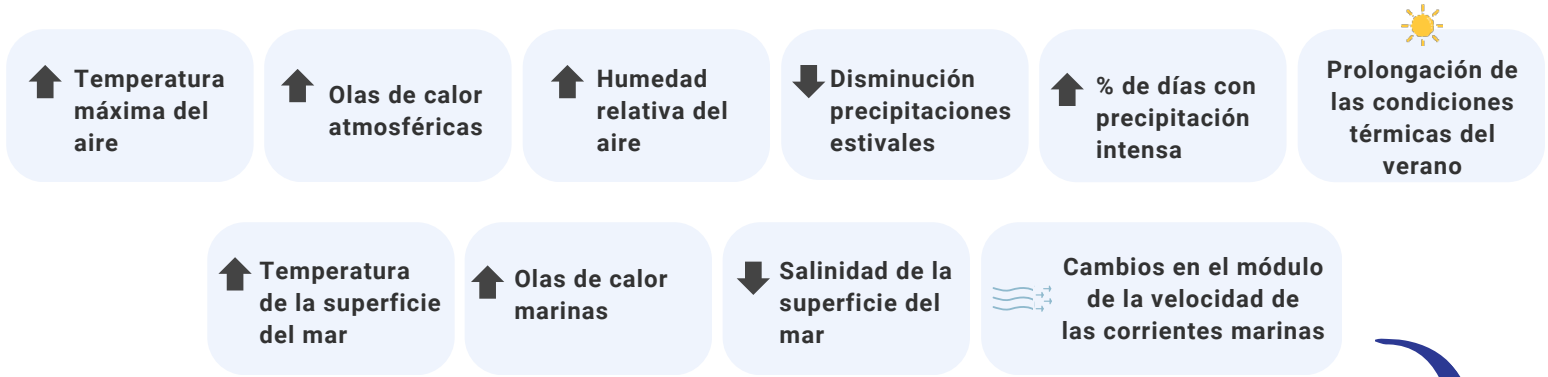 Temperatura
máxima del
aire
Olas de calor
atmosféricas
Humedad
relativa del
aire
Disminución
precipitaciones
estivales
% de días con
precipitación
intensa
Prolongación de
las condiciones
térmicas del
verano
Temperatura
de la superficie
del mar
Olas de calor
marinas
Salinidad de la
superficie del
mar
Cambios en el módulo
de la velocidad de
las corrientes marinas